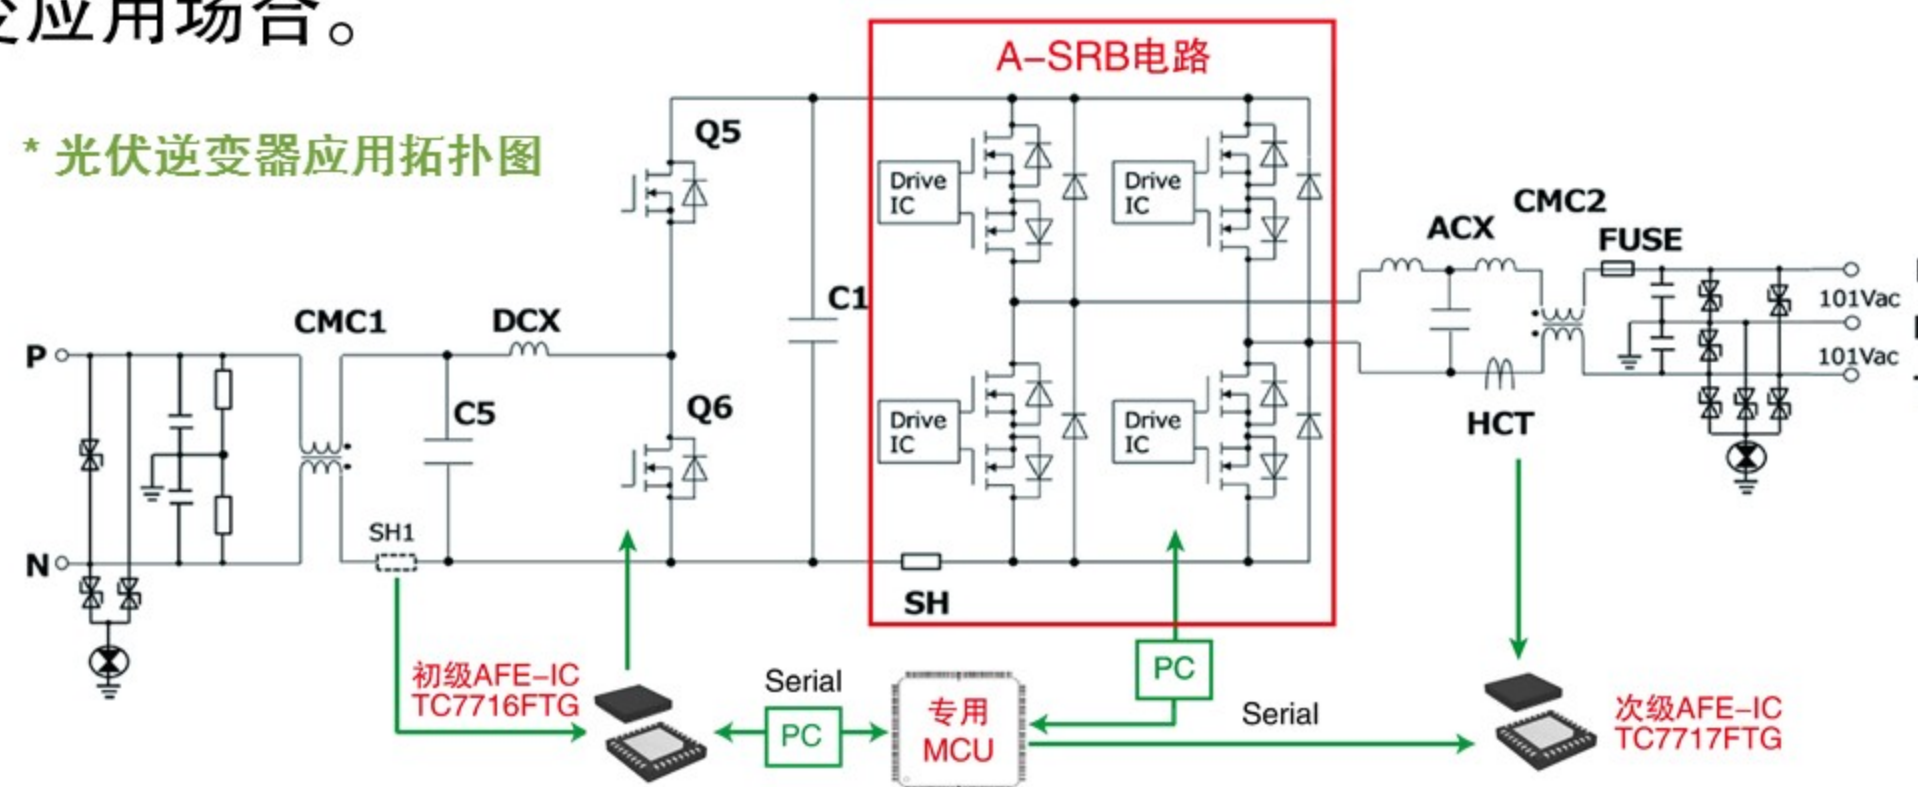 应用场合。
* 光伏逆变器应用拓扑图
A-SRB电路
Q5
Drive
IC
Drive
IC
C1
CMC2
ACX
FUSE
101Vac
101Vac
CMC1
DCX
P
C5
Q6
Drive
IC
Drive
IC
HCT
SH1
N
SH
初级AFE-IC
TC7716FTG
Serial
PC
专用
MCU
PC
Serial
次级AFE-IC
TC7717FTG